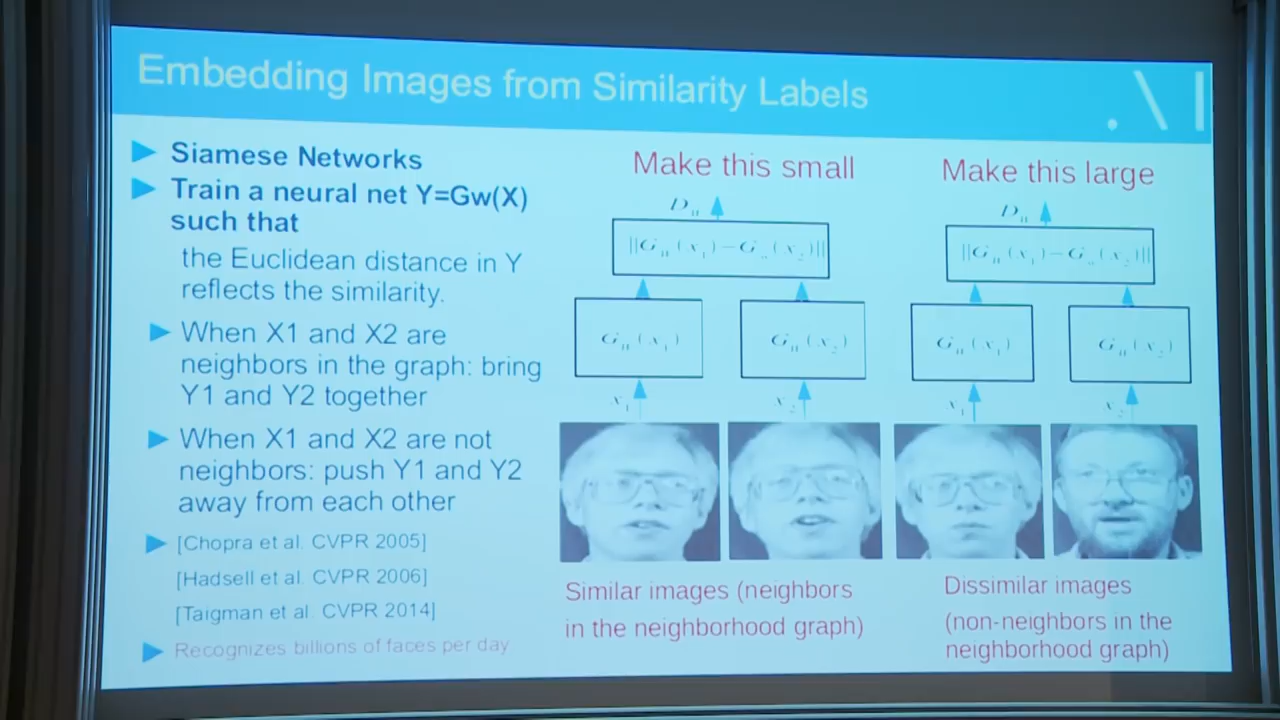 Embedding Images from Similarity Labels
Siamese Networks
Train a neural net Y=Gw(X)
such that
the Euclidean distance in Y
reflects the similarity.
When X1 and X2 are
neighbors in the graph: bring
Y1 and Y2 together
When X1 and X2 are not
neighbors: push Y1 and Y2
away from each other
[Chopra et al. CVPR 2005]
[Hadsell et al. CVPR 2006]
[Taigman et al. CVPR 2014]
Recognizes billions of faces per day
Make this small
D
||G (x )−G (x )||
G (x )
G (x )
x
x
Similar images (neighbors
in the neighborhood graph)
Make this large
D
||G (x )−G (x )||
G (x )
G (x )
x
x
Dissimilar images
(non-neighbors in the
neighborhood graph)